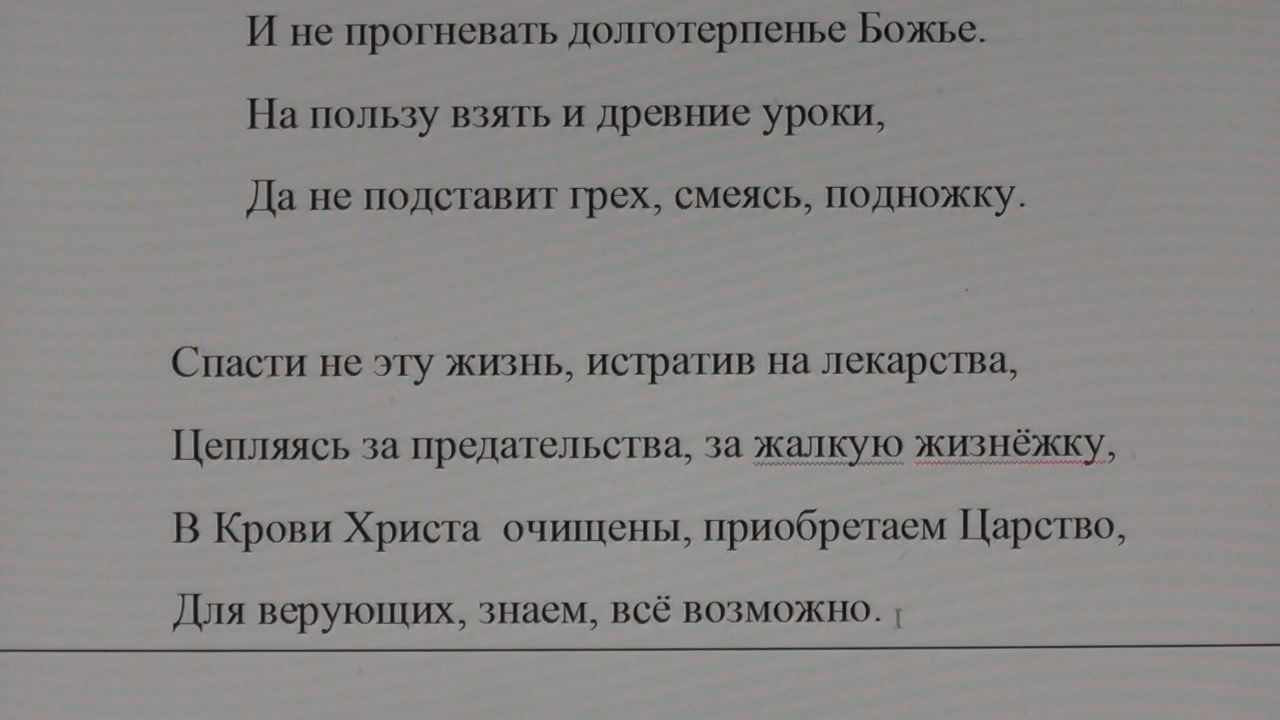 И не прогневать долготерпенье Божье.
На пользу взять и древние уроки,
Да не подставит грех, смеясь, подножку.
Спасти не эту жизнь, истратив на лекарства,
Цепляясь за предательства, за жалкую жизнёжку,
В Крови Христа  очищены, приобретаем Царство,
Для верующих, знаем, всё возможно.